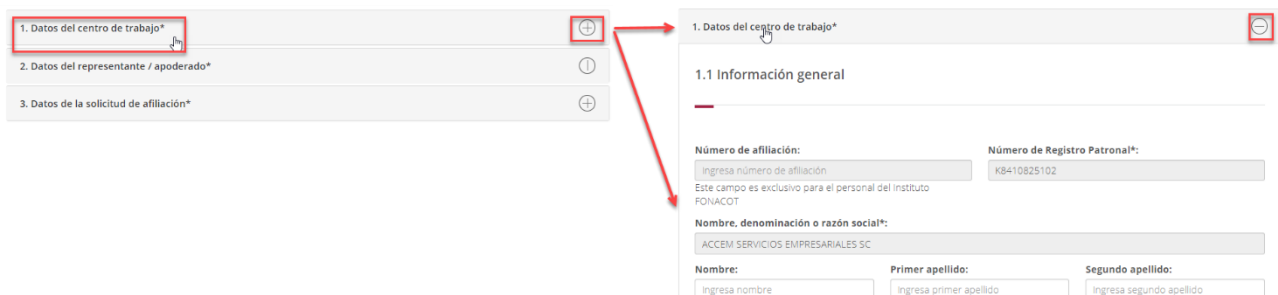 1. Datos del centro de trabajo*
2. Datos del representante / apoderado*
3. Datos de la solicitud de afiliación*
1. Datos del centro de trabajo*
1.1 Información general
Número de afiliación: Número de Registro Patronal*:
Ingresa número de afiliación K8410825102
Este campo es exclusivo para el personal del Instituto
FONACOT
Nombre, denominación o razón social*:
ACCEM SERVICIOS EMPRESARIALES SC
Nombre: Primer apellido: Segundo apellido:
Ingresa nombre Ingresa primer apellido Ingresa segundo apellido